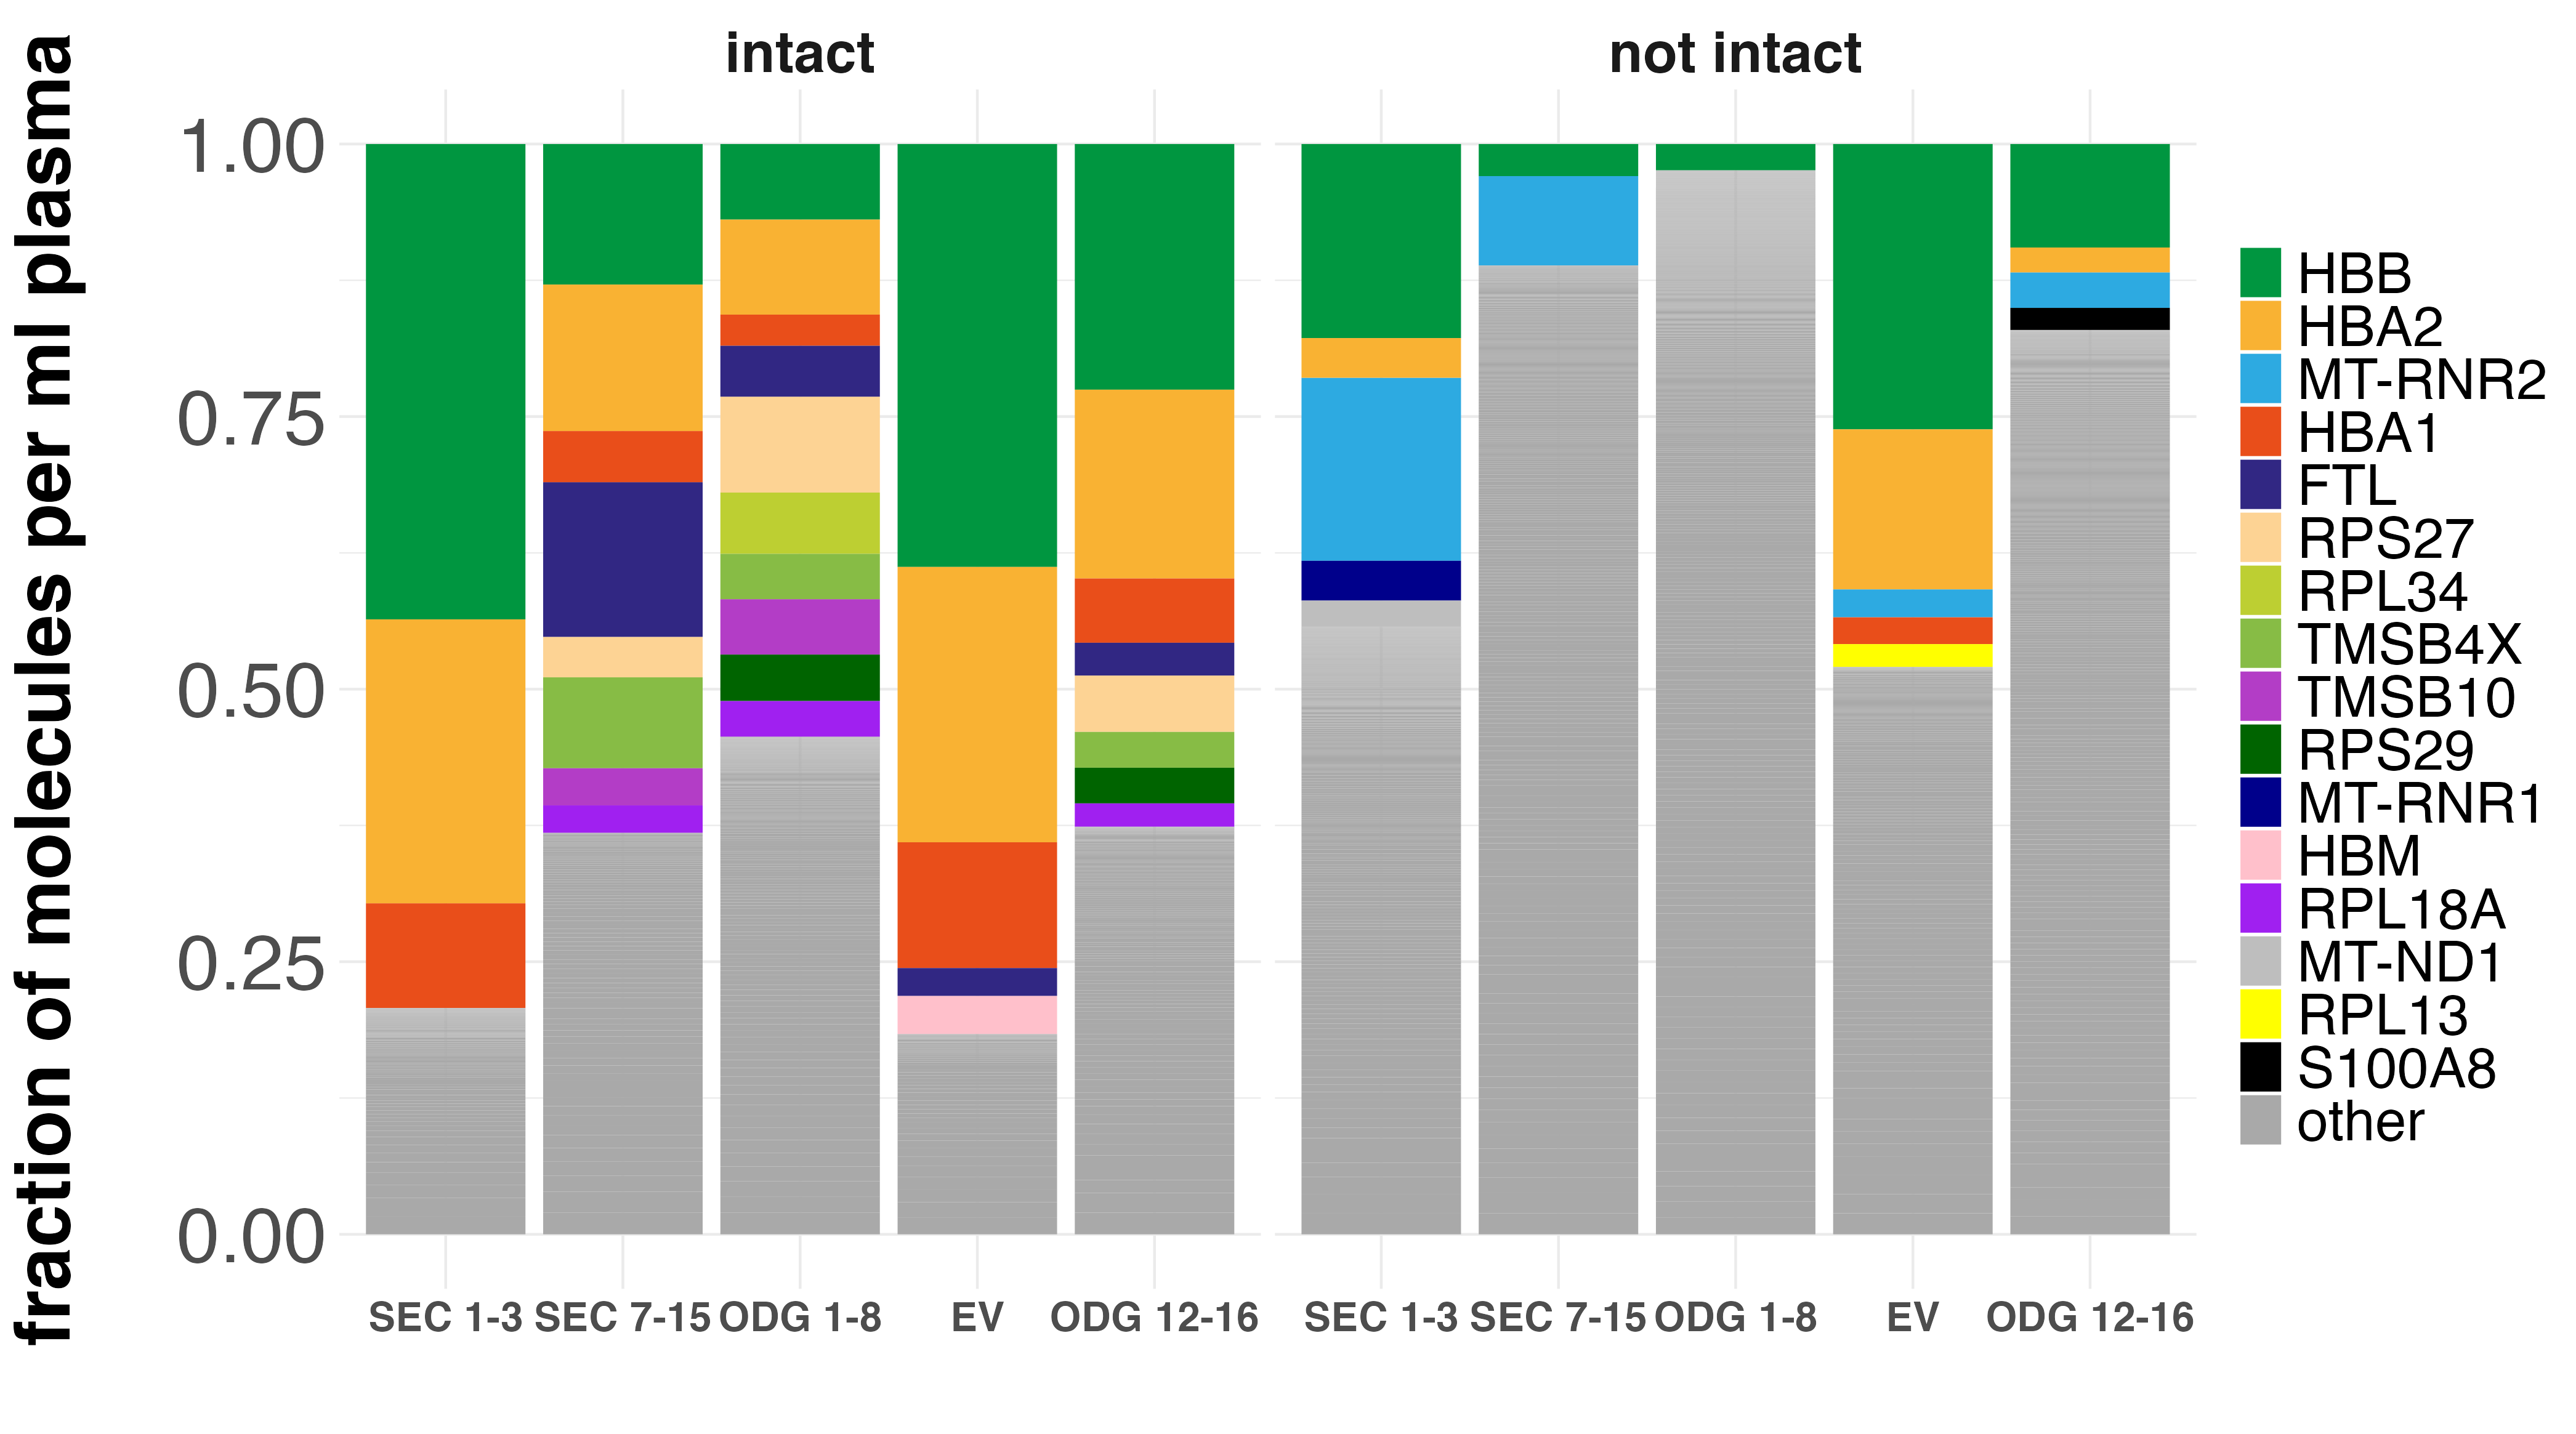 intact
not intact
fraction of molecules per ml plasma
1.00
0.75
0.50
0.25
0.00
SEC 1-3 SEC 7-15 ODG 1-8 EV ODG 12-16
SEC 1-3 SEC 7-15 ODG 1-8 EV ODG 12-16
HBB
HBA2
MT-RNR2
HBA1
FTL
RPS27
RPL34
TMSB4X
TMSB10
RPS29
MT-RNR1
HBM
RPL18A
MT-ND1
RPL13
S100A8
other